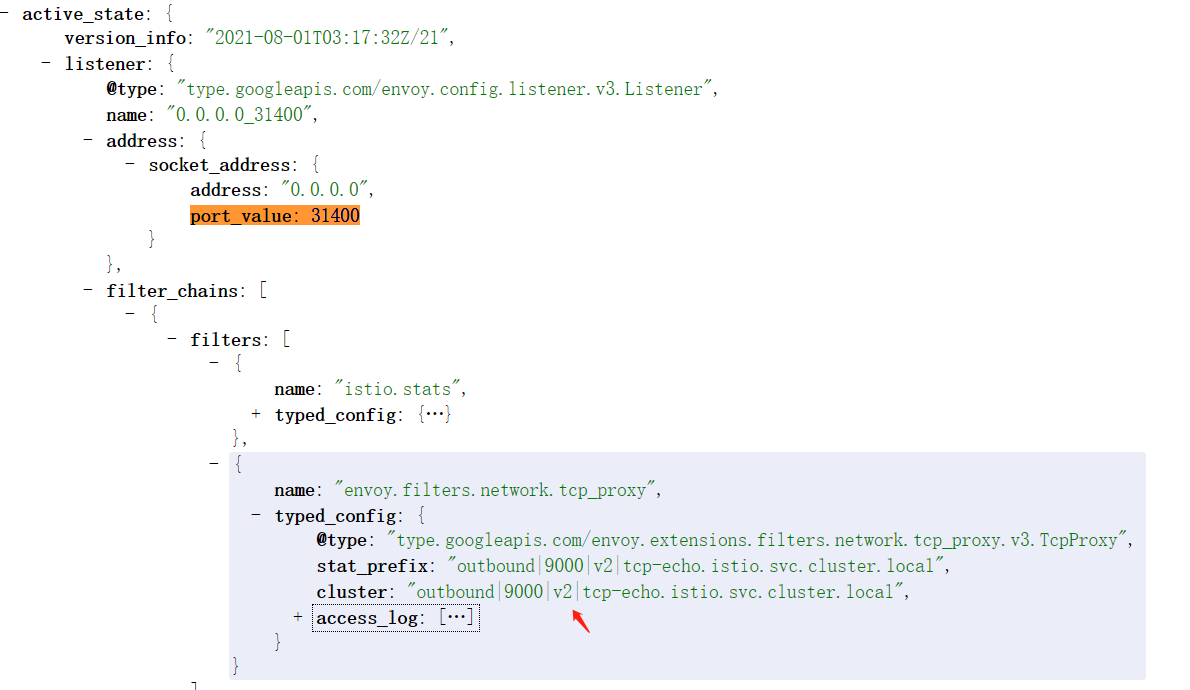 - active_state: {
version_info: "2021-08-01T03:17:32Z/21",
- listener: {
@type: "type.googleapis.com/envoy.config.listener.v3.Listener",
name: "0.0.0.0_31400",
- address: {
- socket_address: {
address: "0.0.0.0",
port_value: 31400
}
},
- filter_chains: [
- {
- filters: [
- {
name: "istio.stats",
+ typed_config: {⋯}
},
- {
name: "envoy.filters.network.tcp_proxy",
- typed_config: {
@type: "type.googleapis.com/envoy.extensions.filters.network.tcp_proxy.v3.TcpProxy",
stat_prefix: "outbound|9000|v2|tcp-echo.istio.svc.cluster.local",
cluster: "outbound|9000|v2|tcp-echo.istio.svc.cluster.local",
+ access_log: [⋯]
}
}
]